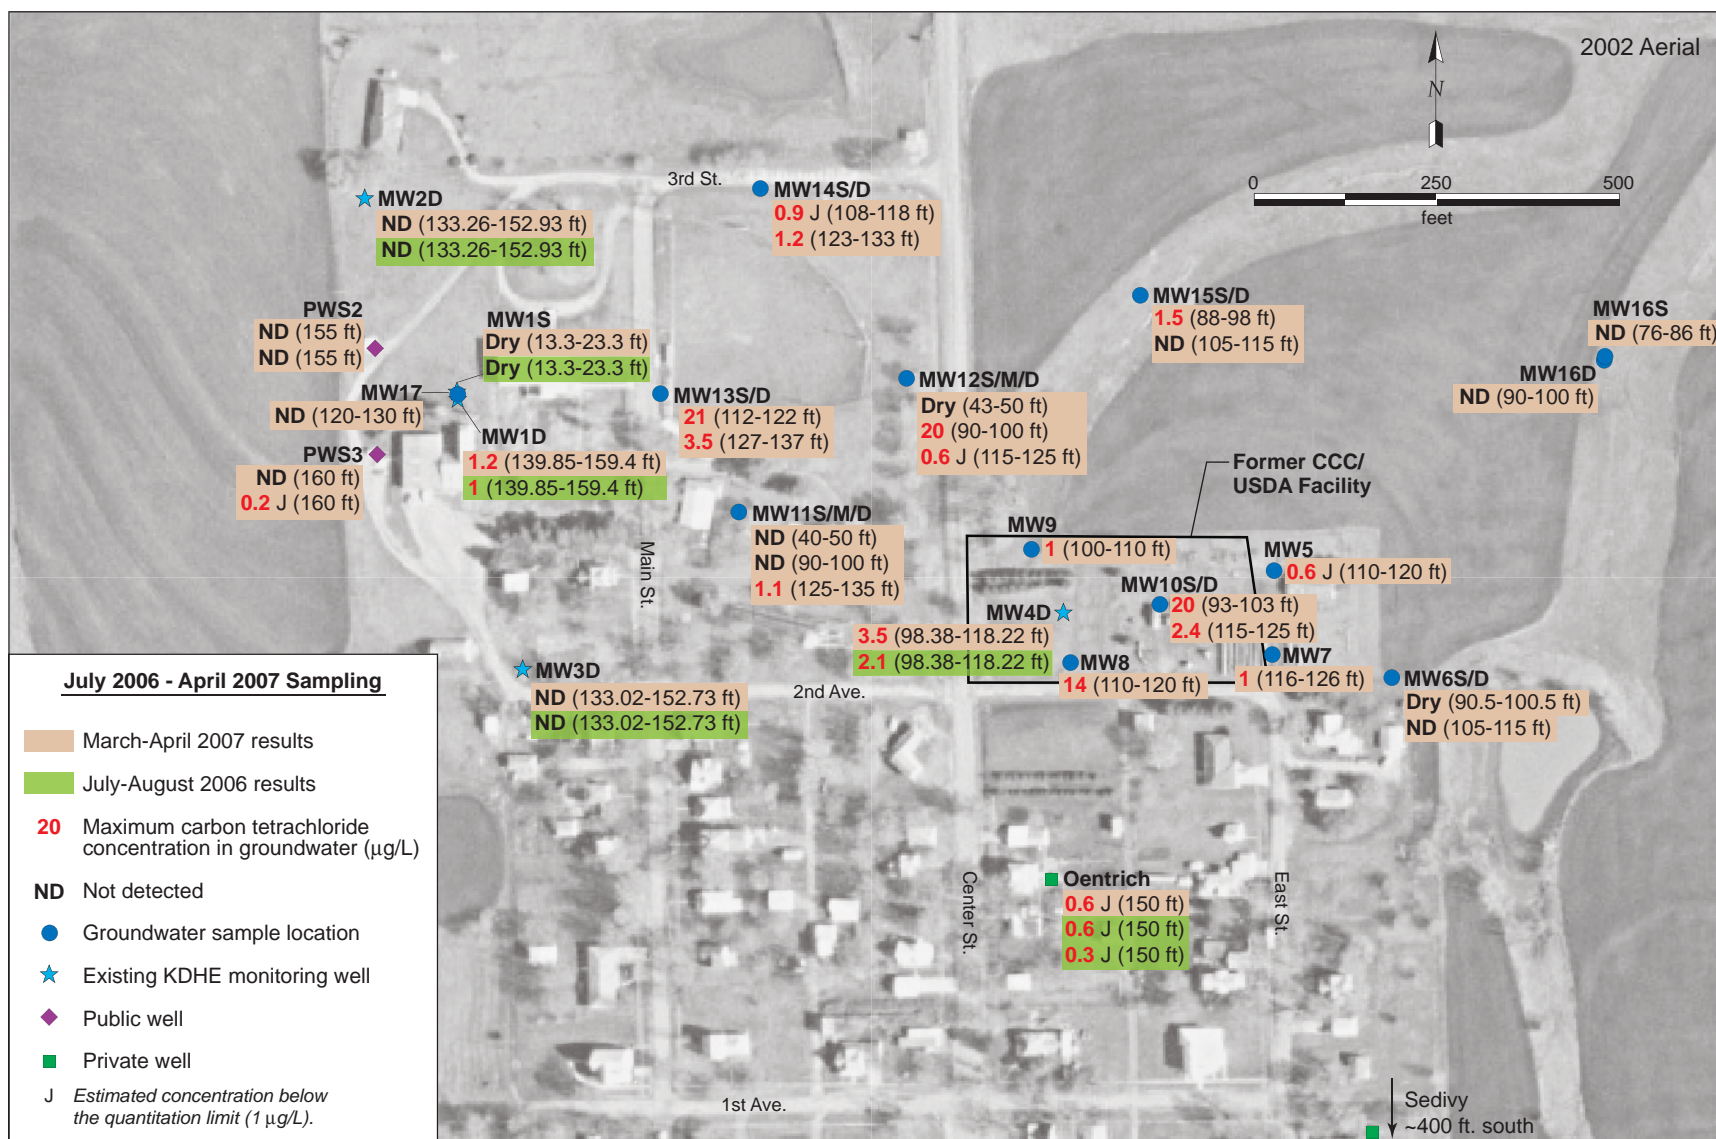 2002 Aerial
N
0 250 500
feet
3rd St.
MW14S/D
0.9 J (108-118 ft)
1.2 (123-133 ft)
MW2D
ND (133.26-152.93 ft)
ND (133.26-152.93 ft)
PWS2
ND (155 ft)
ND (155 ft)
MW1S
Dry (13.3-23.3 ft)
Dry (13.3-23.3 ft)
MW17
ND (120-130 ft)
MW1D
1.2 (139.85-159.4 ft)
1 (139.85-159.4 ft)
PWS3
ND (160 ft)
0.2 J (160 ft)
MW13S/D
21 (112-122 ft)
3.5 (127-137 ft)
MW12S/M/D
Dry (43-50 ft)
20 (90-100 ft)
0.6 J (115-125 ft)
MW15S/D
1.5 (88-98 ft)
ND (105-115 ft)
MW16S
ND (76-86 ft)
MW16D
ND (90-100 ft)
Former CCC/
USDA Facility
MW11S/M/D
ND (40-50 ft)
ND (90-100 ft)
1.1 (125-135 ft)
Main St.
MW9
1 (100-110 ft)
MW5
0.6 J (110-120 ft)
MW10S/D
20 (93-103 ft)
2.4 (115-125 ft)
MW4D
3.5 (98.38-118.22 ft)
2.1 (98.38-118.22 ft)
MW8
14 (110-120 ft)
MW7
1 (116-126 ft)
MW6S/D
Dry (90.5-100.5 ft)
ND (105-115 ft)
MW3D
ND (133.02-152.73 ft)
ND (133.02-152.73 ft)
2nd Ave.
Center St.
East St.
Oentrich
0.6 J (150 ft)
0.6 J (150 ft)
0.3 J (150 ft)
1st Ave.
Sedivy
~400 ft. south
July 2006 - April 2007 Sampling
March-April 2007 results
July-August 2006 results
20 Maximum carbon tetrachloride
concentration in groundwater (µg/L)
ND Not detected
Groundwater sample location
Existing KDHE monitoring well
Public well
Private well
J Estimated concentration below
the quantitation limit (1 µg/L).